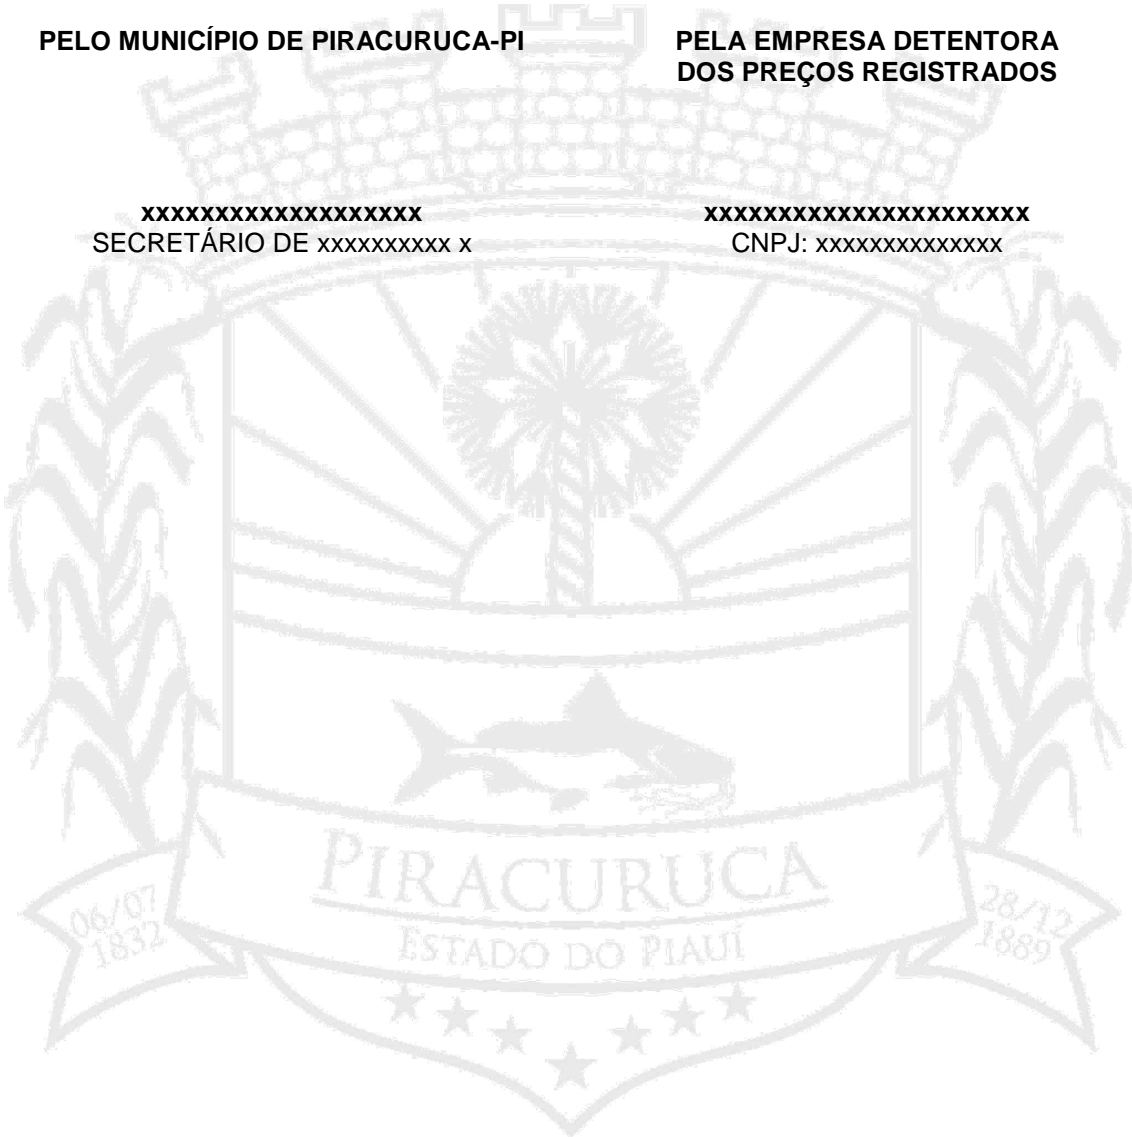 PELO MUNICÍPIO DE PIRACURUCA-PI
PELA EMPRESA DETENTORA
DOS PREÇOS REGISTRADOS
xxxxxxxxxxxxxxxxxxx
SECRETÁRIO DE xxxxxxxxxx x
xxxxxxxxxxxxxxxxxxxxxx
CNPJ: xxxxxxxxxxxxxx
PIRACURUCA
ESTADO DO PIAUÍ
06/07
1832
28/12
1889